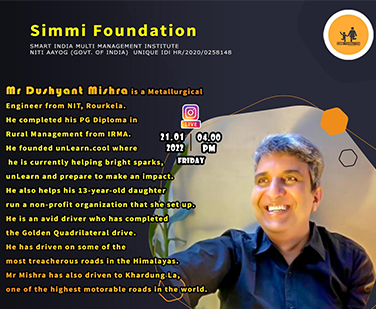 Simmi Foundation
SMART INDIA MULTI MANAGEMENT INSTITUTE
NITI AAYOG (GOVT. OF INDIA) UNIQUE IDI HR/2020/0258148
Mr Dushyant Mishra is a Metallurgical
Engineer from NIT, Rourkela.
He completed his PG Diploma in
Rural Management from IRMA.
He founded unLearn.cool where
he is currently helping bright sparks,
unLearn and prepare to make an impact.
He also helps his 13-year-old daughter
run a non-profit organization that she set up.
He is an avid driver who has completed
the Golden Quadrilateral drive.
He has driven on some of the
most treacherous roads in the Himalayas.
Mr Mishra has also driven to Khardung La,
one of the highest motorable roads in the world.
LIVE
21.01
2022
04.00
PM
FRIDAY